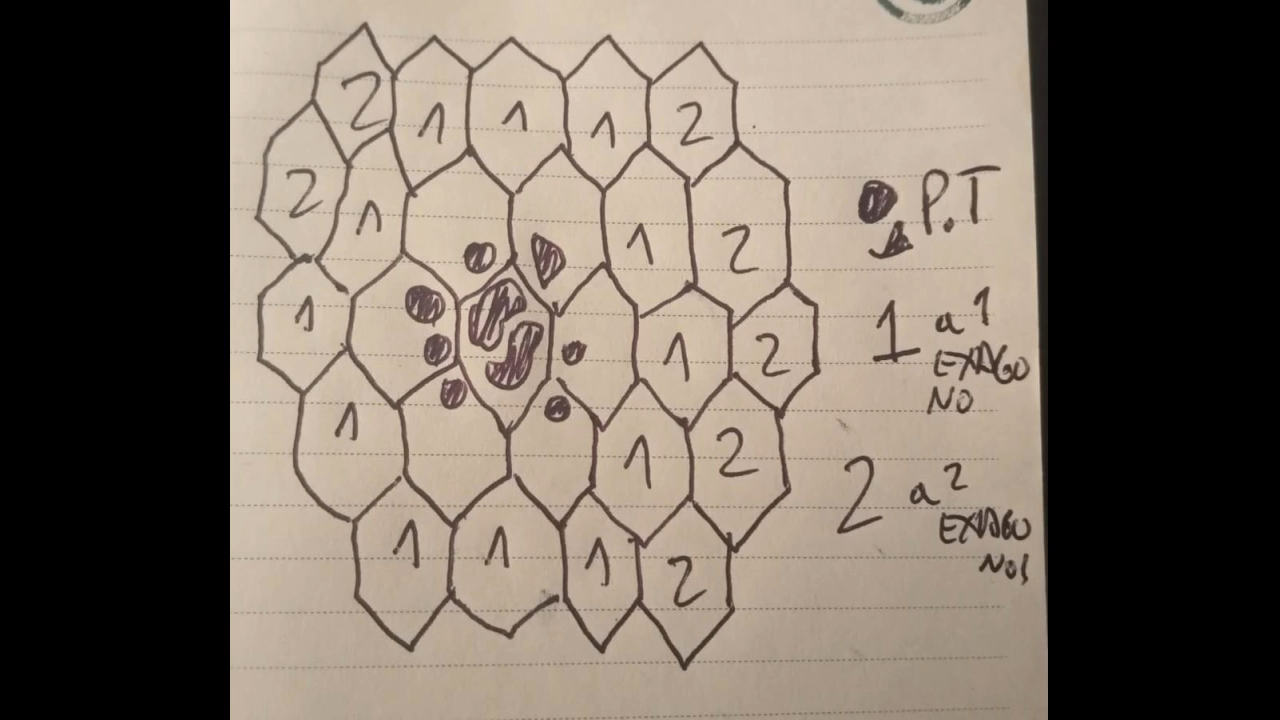 2 1 1 1 2
2 1 1 2
1 1 2
1 1 2
1 1 1 2
P.T
1 a 1
EXAGO
NO
2 a 2
EXAGO
NOS